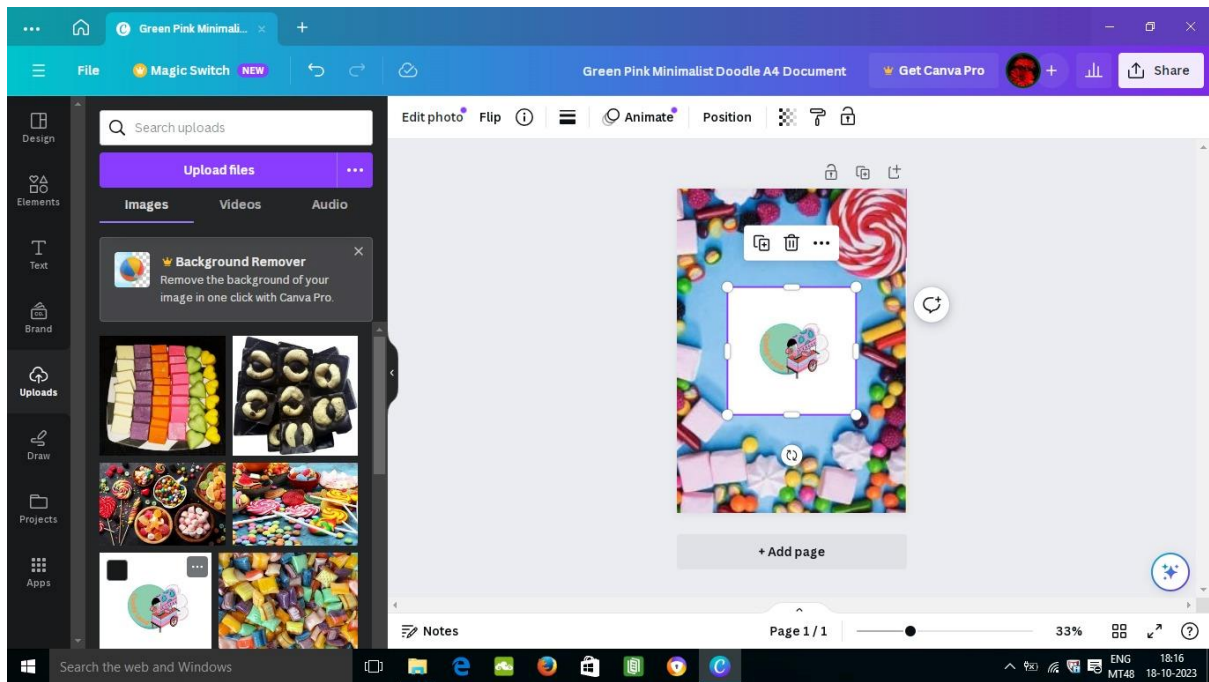 Green Pink Minimali...
File
Magic Switch NEW
Green Pink Minimalist Doodle A4 Document
Get Canva Pro
Share
Design
Elements
Text
Brand
Uploads
Draw
Projects
Apps
Search uploads
Upload files
Images Videos Audio
Background Remover
Remove the background of your
image in one click with Canva Pro.
Edit photo Flip Animate Position
+ Add page
Notes
Page 1 / 1
33%
Search the web and Windows
ENG 18:16
MT48 18-10-2023